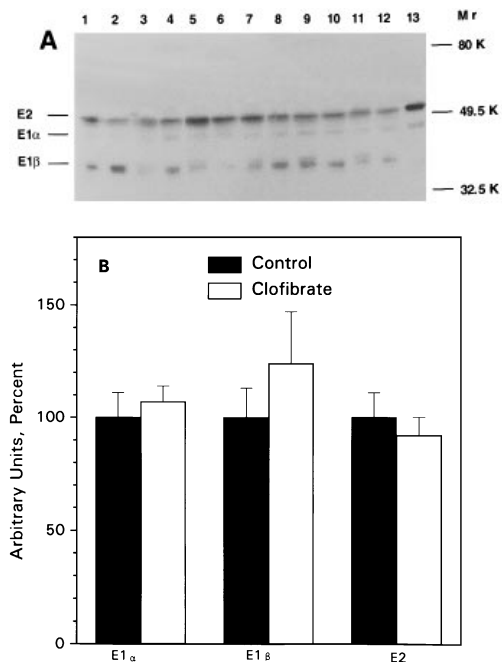 A
1 2 3 4 5 6 7 8 9 10 11 12 13 Mr
80 K
E2 49.5 K
E1α
E1β
32.5 K
B
Control
Clofibrate
150
100
50
0
Arbitrary Units, Percent
E1α E1β E2